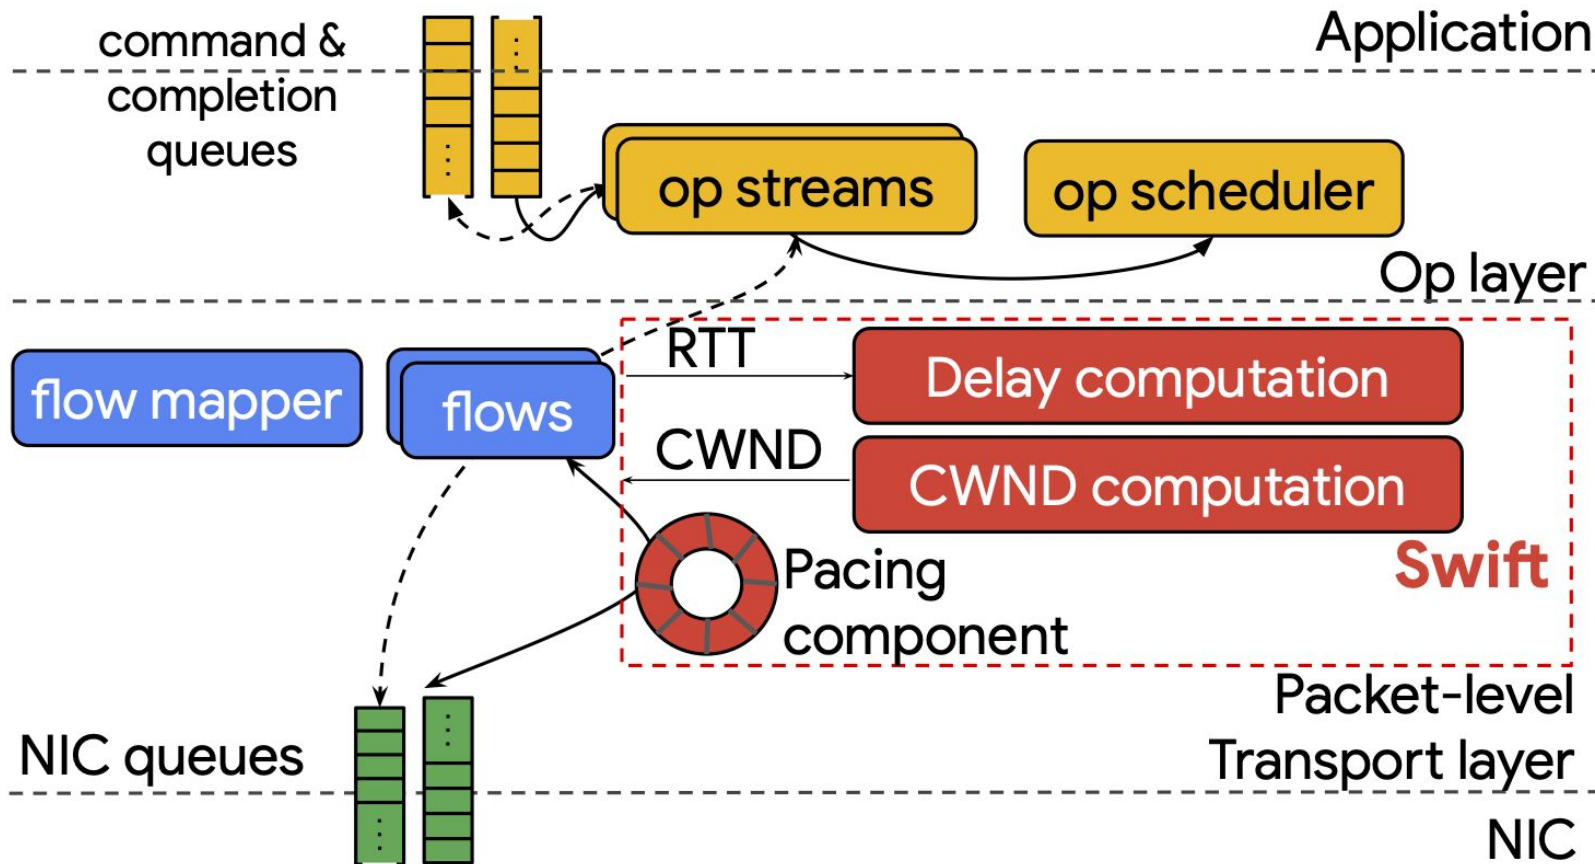 command &
completion
queues
Application
op streams
op scheduler
Op layer
flow mapper
flows
RTT
Delay computation
CWND
CWND computation
Swift
Pacing
component
Packet-level
Transport layer
NIC queues
NIC